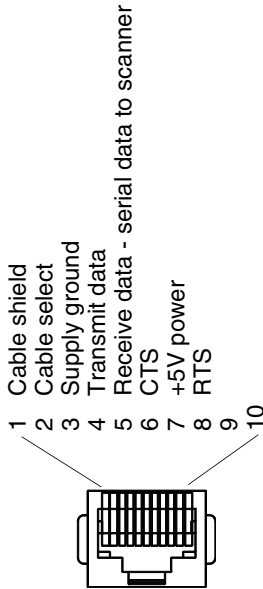 1 Cable shield
2 Cable select
3 Supply ground
4 Transmit data
5 Receive data - serial data to scanner
6 CTS
7 +5V power
8 RTS
9
10